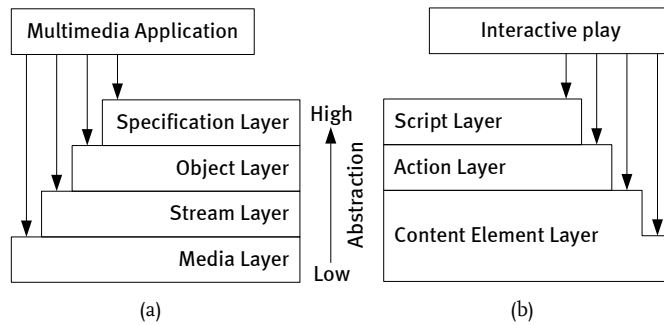 Multimedia Application
Specification Layer
Object Layer
Stream Layer
Media Layer
(a)
High
Abstraction
Low
Interactive play
Script Layer
Action Layer
Content Element Layer
(b)